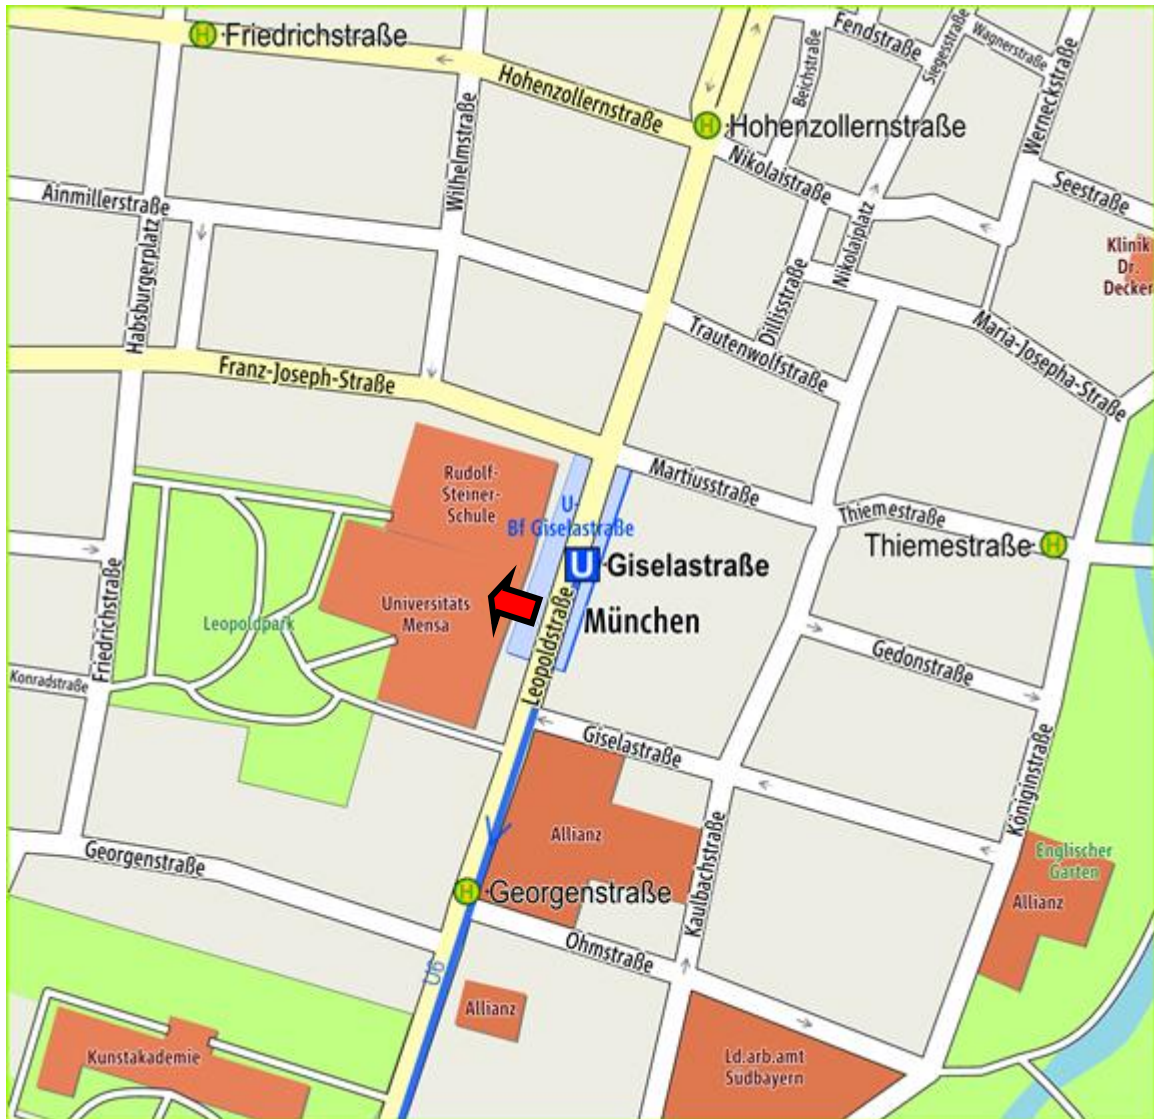 H Friedrichstraße
Fendstraße
Siegesstraße
Wagnerstraße
Beichstraße
Werneckstraße
Hohenzollernstraße
H Hohenzollernstraße
Wilhelmstraße
Nikolaistraße
Seestraße
Ainmillerstraße
Habsburgerplatz
Nikolaiplatz
Klinik
Dr.
Decker
Dillisstraße
Trautenwolfstraße
Maria-Josepha-Straße
Franz-Joseph-Straße
Rudolf-
Steiner-
Schule
Martiusstraße
U-
Bf Giselastraße
Thiemestraße
Thiemestraße H
U Giselastraße
München
Universitäts
Mensa
Leopoldpark
Friedrichstraße
Leopoldstraße
Konradstraße
Gedonstraße
Giselastraße
Königinstraße
Allianz
Kaulbachstraße
Georgenstraße
Englischer
Garten
H Georgenstraße
Allianz
Ohmstraße
U6
Allianz
Kunstakademie
Ld.arb.amt
Südbayern